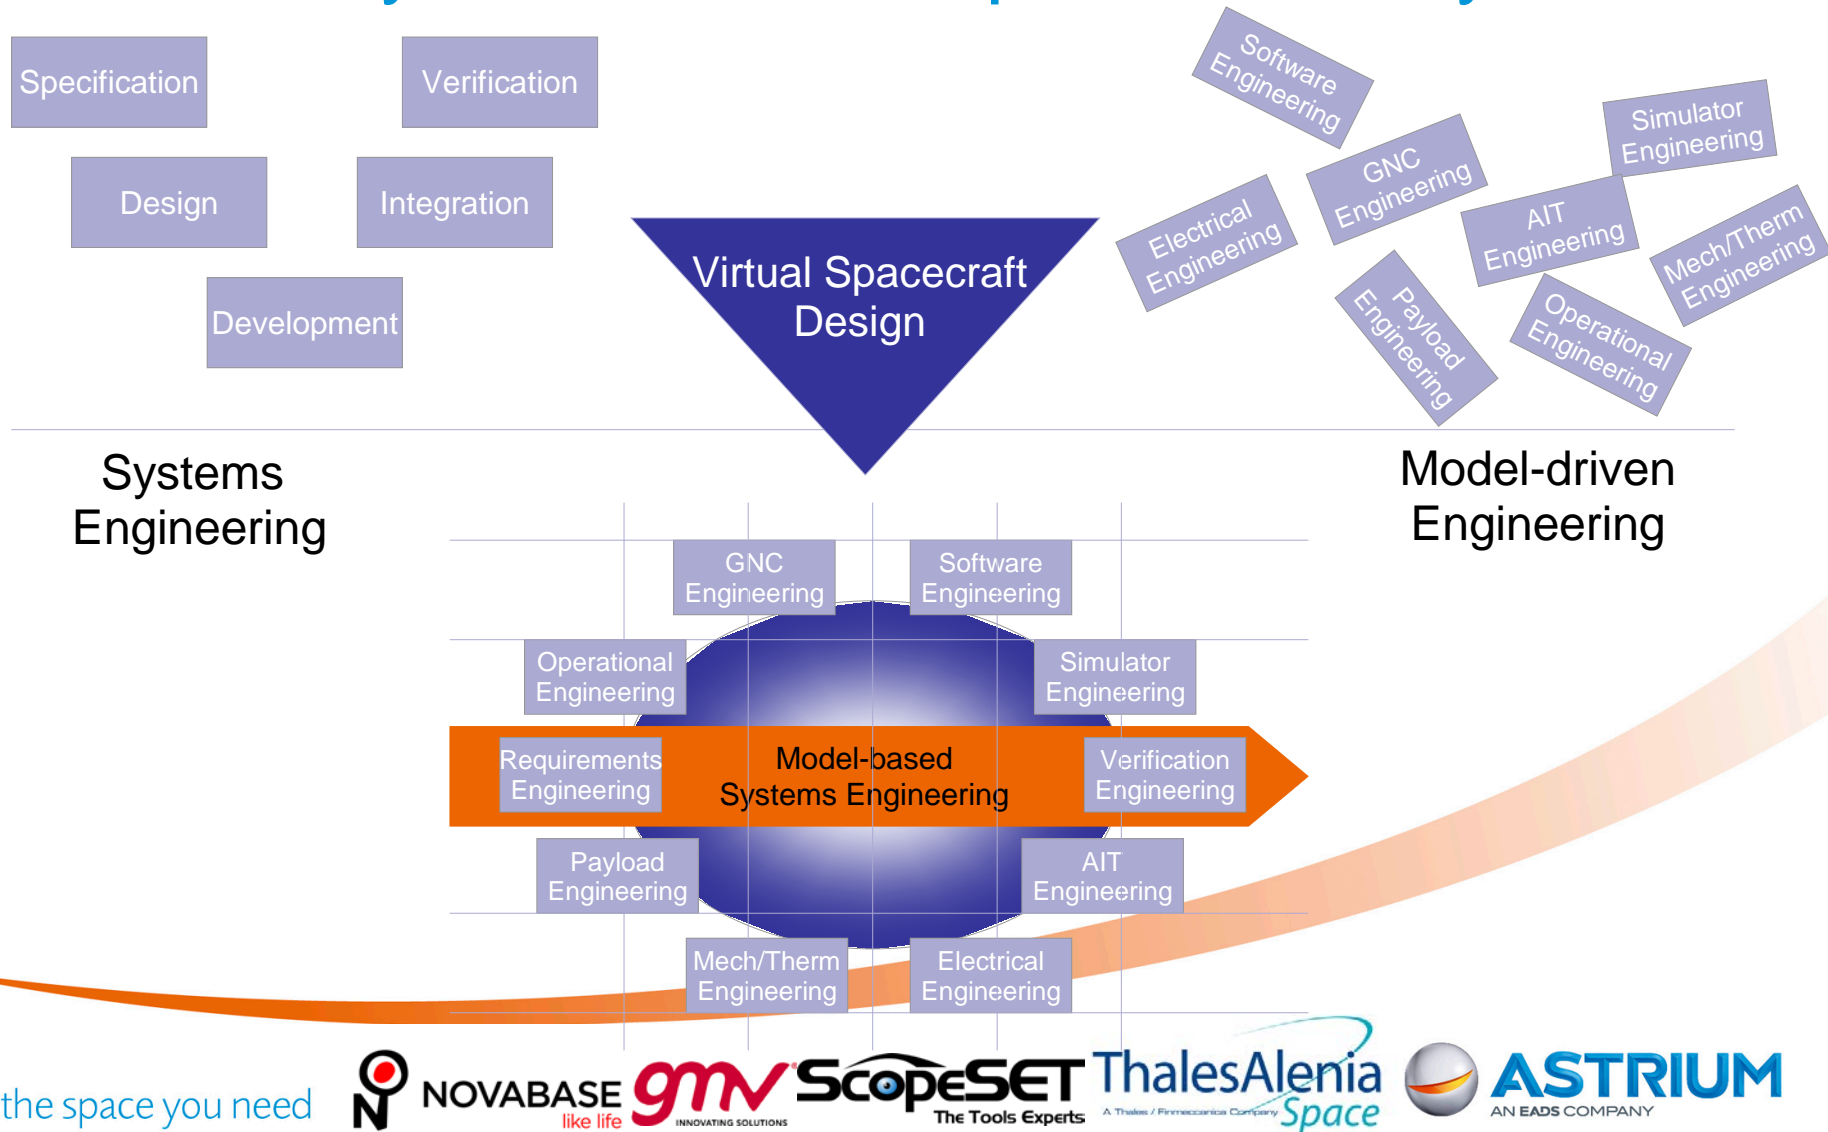 Specification
Verification
Design
Integration
Development
Virtual Spacecraft
Design
Software
Engineering
GNC
Engineering
Simulator
Engineering
Electrical
Engineering
AIT
Engineering
Mech/Therm
Engineering
Payload
Engineering
Operational
Engineering
Systems
Engineering
Model-driven
Engineering
GNC
Engineering
Software
Engineering
Operational
Engineering
Simulator
Engineering
Requirements
Engineering
Model-based
Systems Engineering
Verification
Engineering
Payload
Engineering
AIT
Engineering
Mech/Therm
Engineering
Electrical
Engineering
the space you need
NOVABASE
like life
gmv
INNOVATING SOLUTIONS
ScopeSET
The Tools Experts
ThalesAlenia
A Thales / Finmeccanica Company
Space
ASTRIUM
AN EADS COMPANY